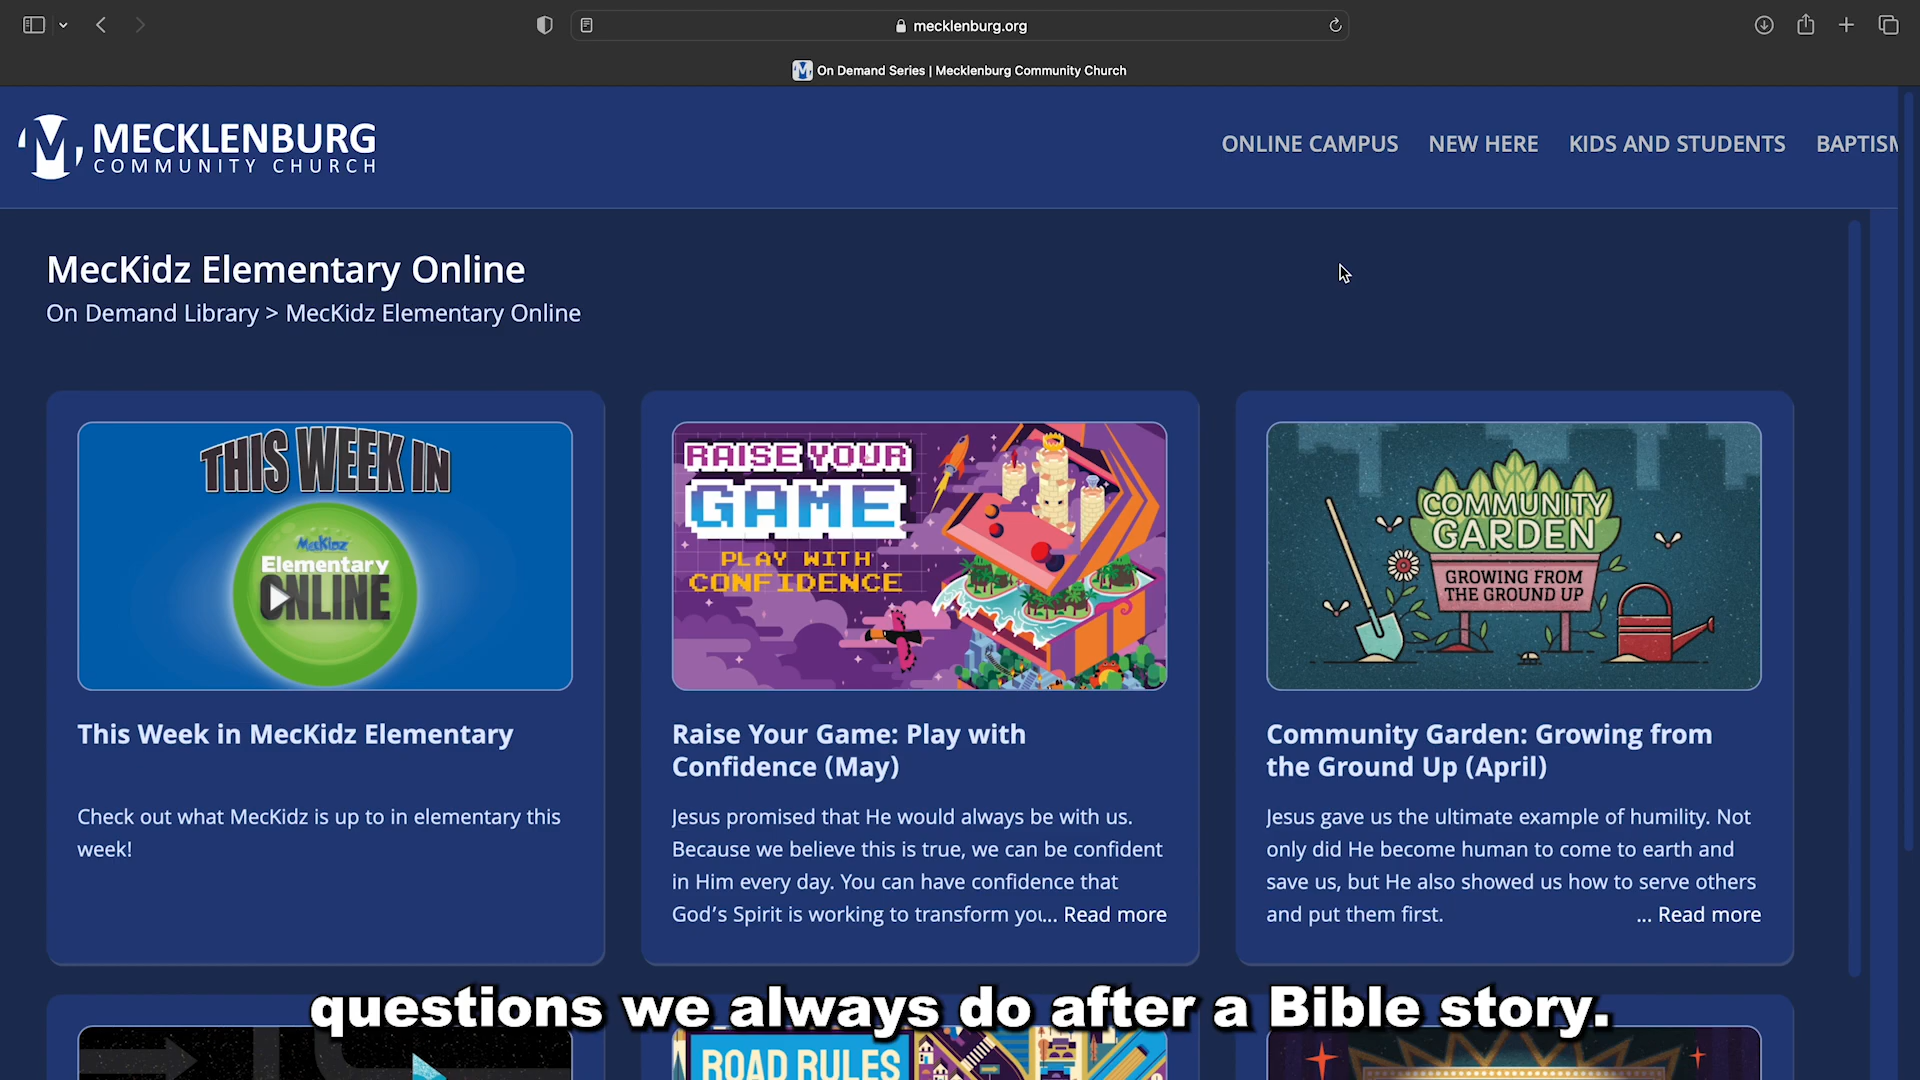 mecklenburg.org
On Demand Series | Mecklenburg Community Church
MECKLENBURG
COMMUNITY CHURCH
ONLINE CAMPUS
NEW HERE
KIDS AND STUDENTS
BAPTISM
MecKidz Elementary Online
On Demand Library > MecKidz Elementary Online
THIS WEEK IN
MecKidz
Elementary
ONLINE
This Week in MecKidz Elementary
Check out what MecKidz is up to in elementary this
week!
RAISE YOUR
GAME
PLAY WITH
CONFIDENCE
Raise Your Game: Play with
Confidence (May)
Jesus promised that He would always be with us.
Because we believe this is true, we can be confident
in Him every day. You can have confidence that
God's Spirit is working to transform you... Read more
COMMUNITY
GARDEN
GROWING FROM
THE GROUND UP
Community Garden: Growing from
the Ground Up (April)
Jesus gave us the ultimate example of humility. Not
only did He become human to come to earth and
save us, but He also showed us how to serve others
and put them first. ... Read more
questions we always do after a Bible story.
ROAD RULES